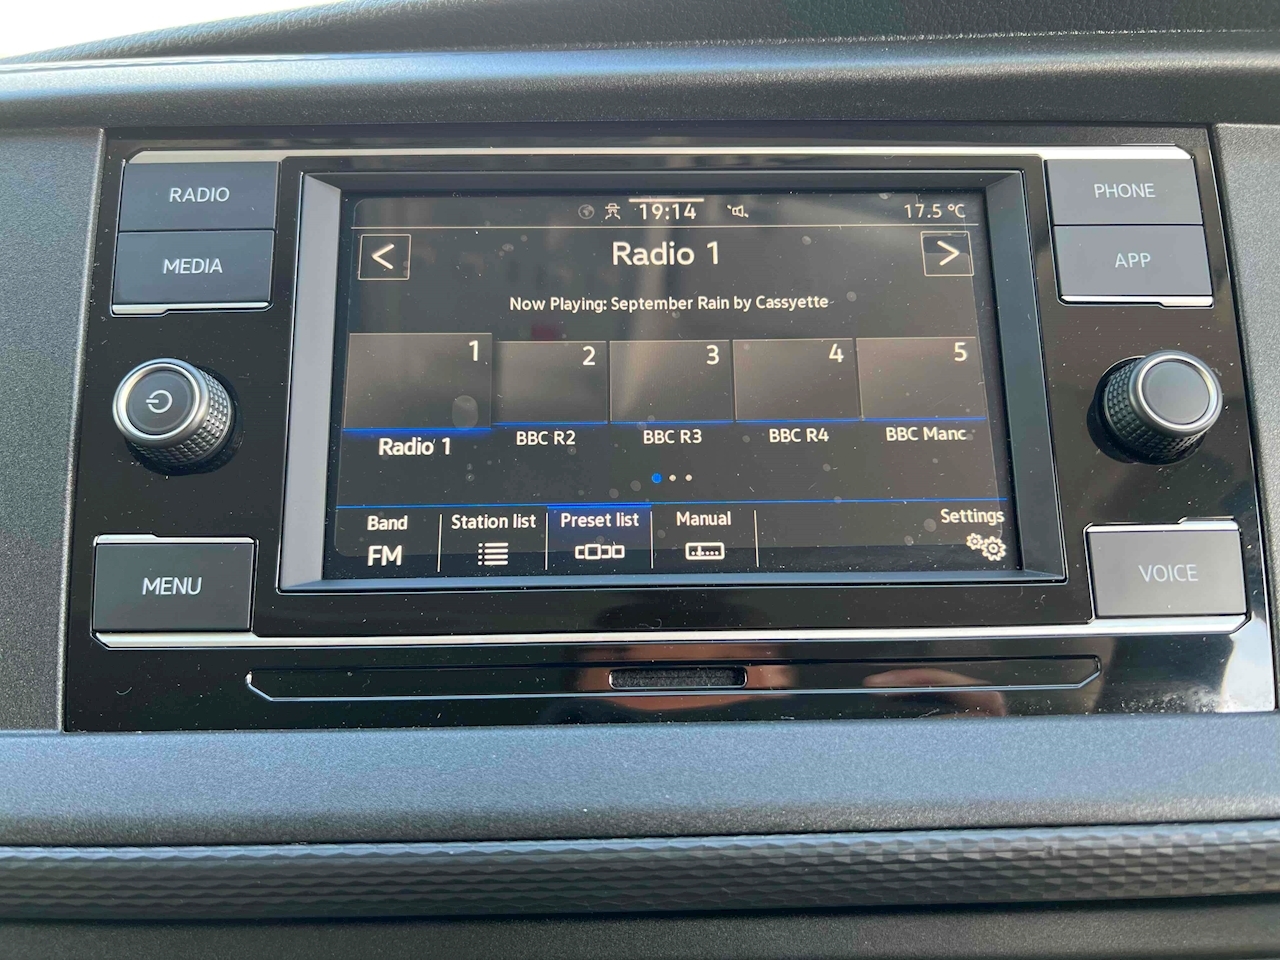 RADIO
MEDIA
MENU
PHONE
APP
VOICE
19:14
17.5 °C
<
Radio 1
>
Now Playing: September Rain by Cassyette
1
2
3
4
5
Radio 1
BBC R2
BBC R3
BBC R4
BBC Manc
Band
FM
Station list
Preset list
Manual
Settings